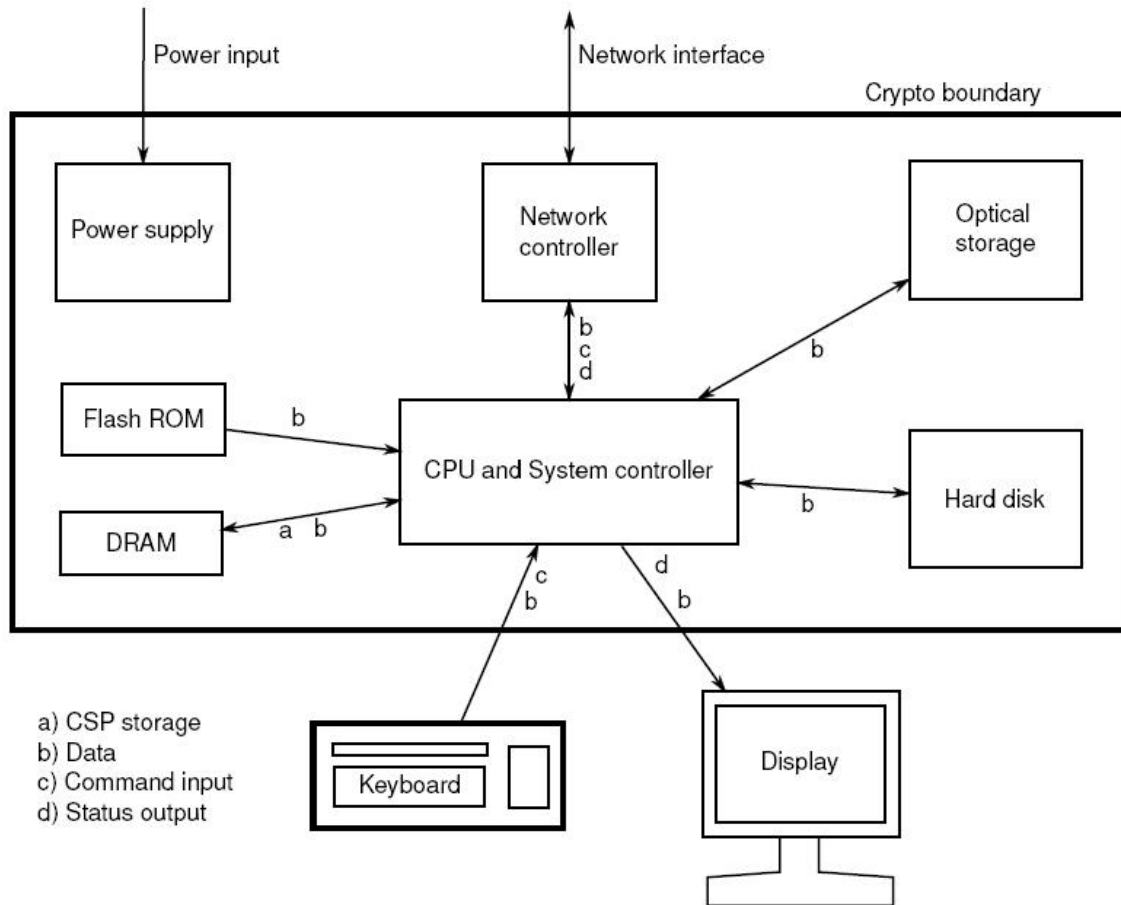 Power input
Network interface
Crypto boundary
Power supply
Network
controller
Optical
storage
b
c
d
b
Flash ROM
b
CPU and System controller
b
Hard disk
DRAM
a b
c
b
d
b
a) CSP storage
b) Data
c) Command input
d) Status output
Keyboard
Display